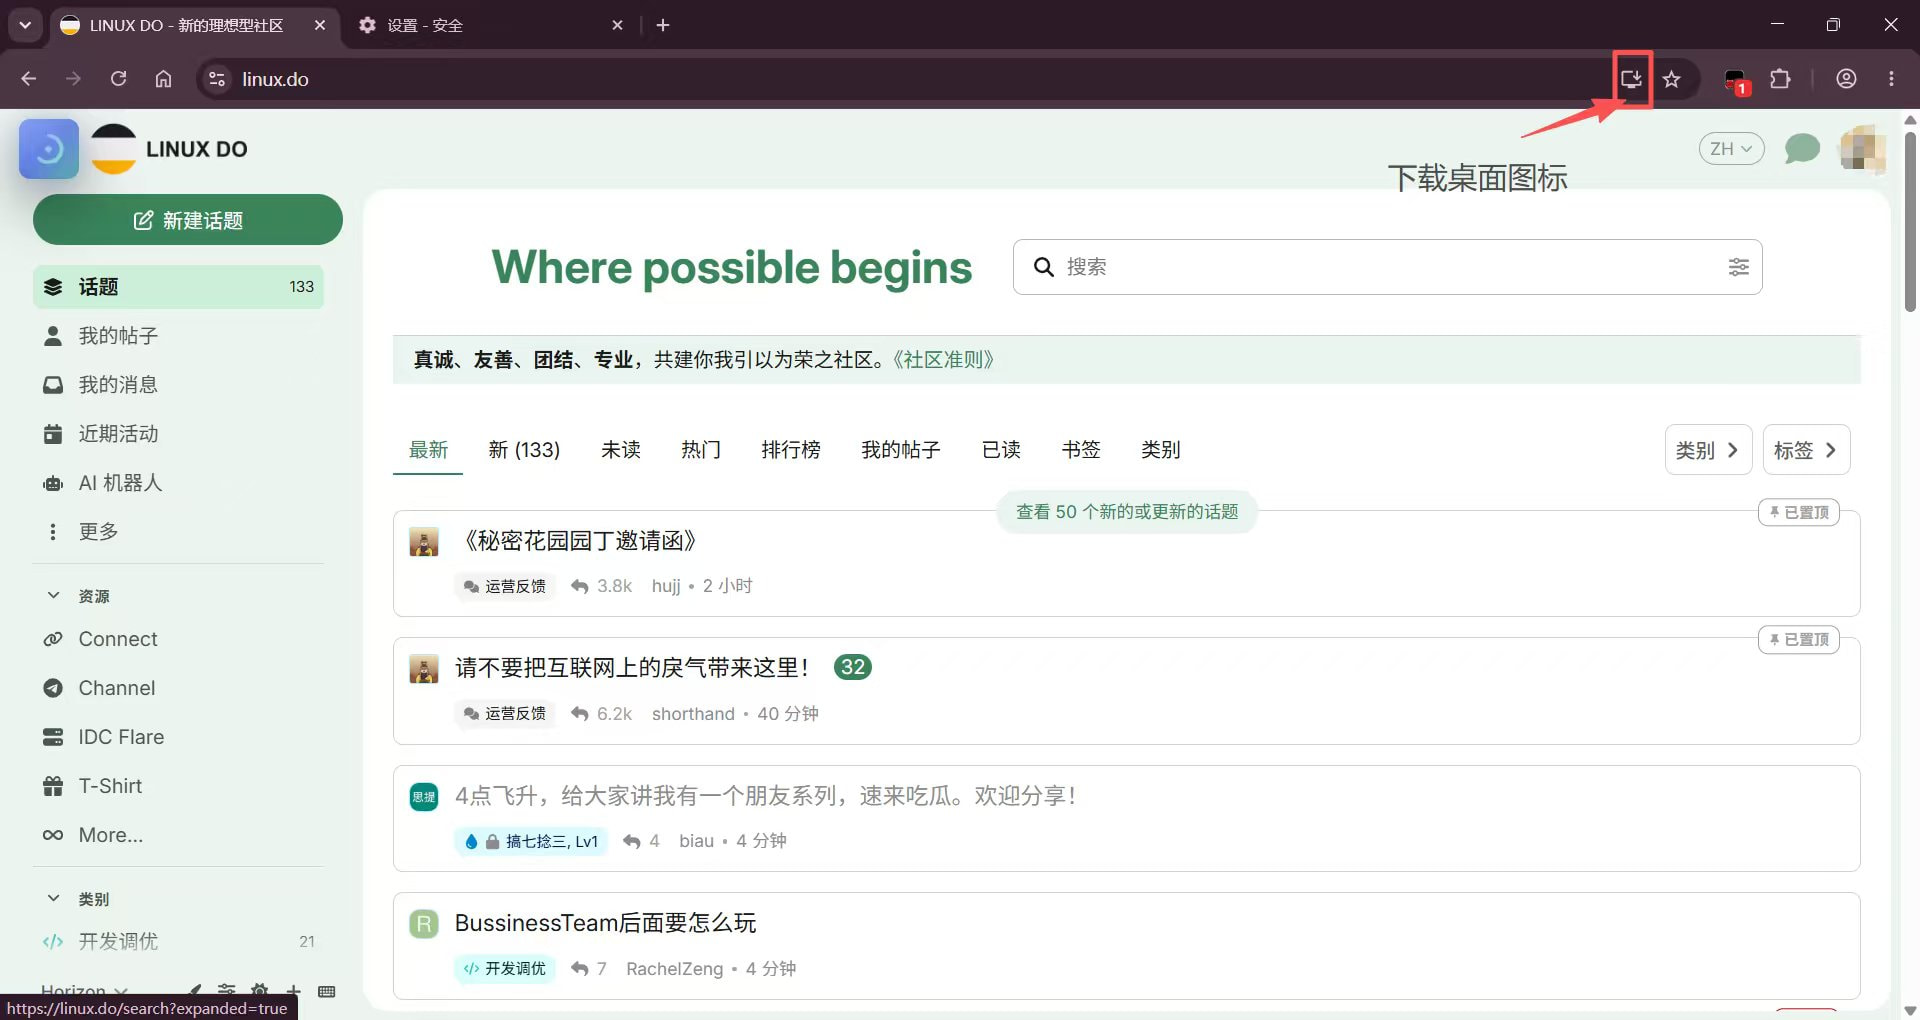 LINUX DO - 新的理想型社区
设置 - 安全
linux.do
1
下载桌面图标
LINUX DO
ZH
新建话题
Where possible begins
搜索
话题 133
我的帖子
我的消息
近期活动
AI 机器人
更多
资源
Connect
Channel
IDC Flare
T-Shirt
More...
类别
开发调优 21
Horizon
https://linux.do/search?expanded=true
真诚、友善、团结、专业，共建你我引以为荣之社区。《社区准则》
最新 新 (133) 未读 热门 排行榜 我的帖子 已读 书签 类别
类别 标签
查看 50 个新的或更新的话题
已置顶
《秘密花园园丁邀请函》
运营反馈 3.8k hujj • 2 小时
已置顶
请不要把互联网上的戾气带来这里！ 32
运营反馈 6.2k shorthand • 40 分钟
思提
4点飞升，给大家讲我有一个朋友系列，速来吃瓜。欢迎分享！
搞七捻三, Lv1 4 biau • 4 分钟
R
BussinessTeam后面要怎么玩
开发调优 7 RachelZeng • 4 分钟